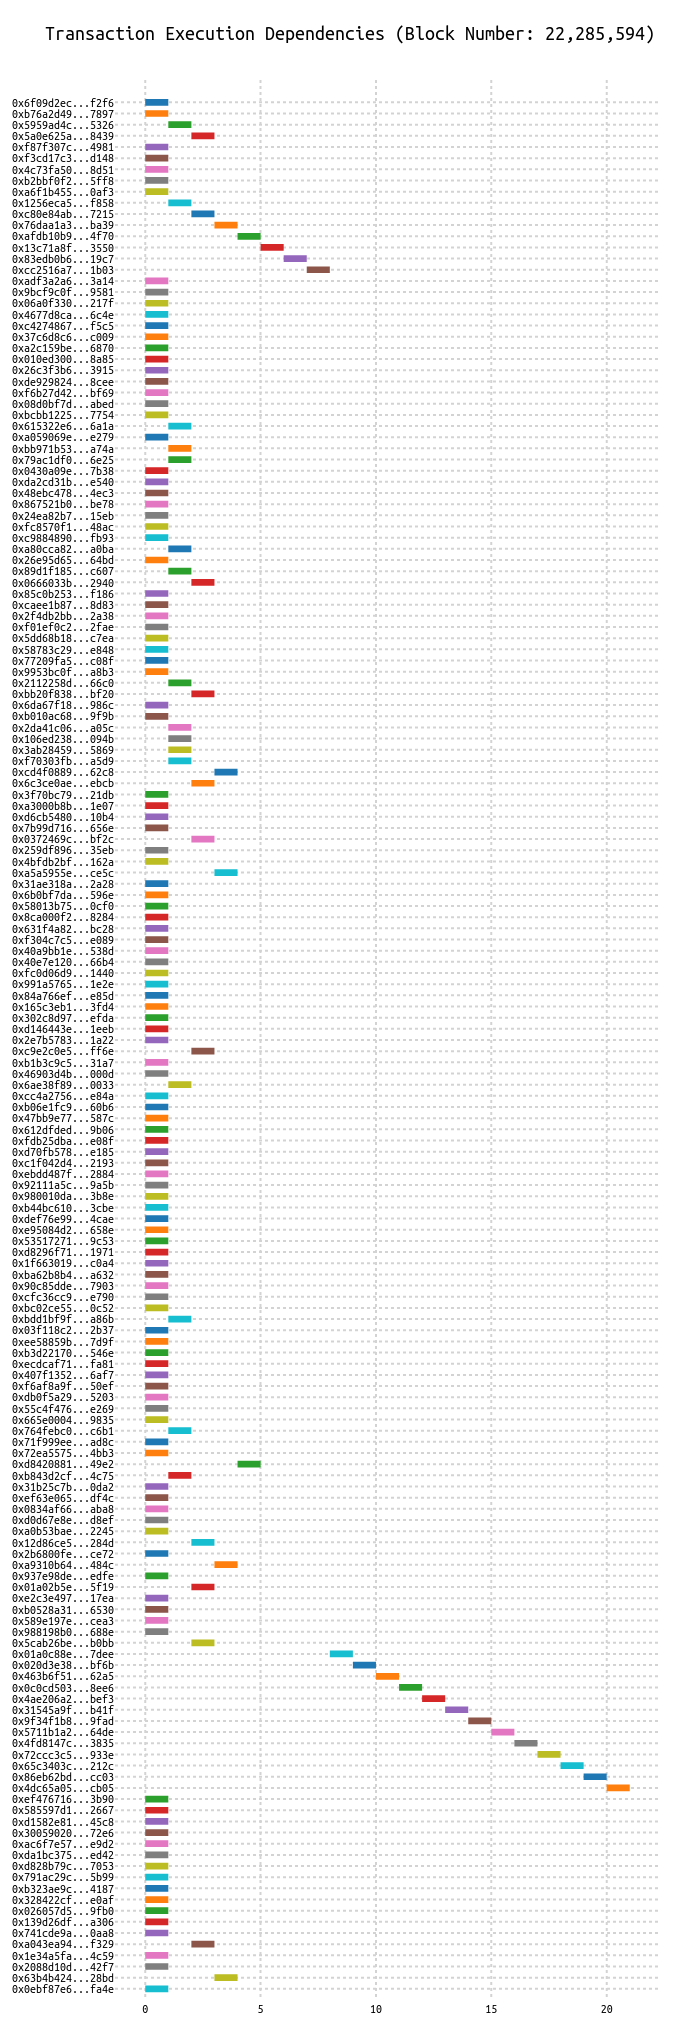 Transaction Execution Dependencies (Block Number: 22,285,594)
0x6f09d2ec...f2f6
0xb76a2d49...7897
0x5959ad4c...5326
0x5a0e625a...8439
0xf87f307c...4981
0xf3cd17c3...d148
0x4c73fa50...8d51
0xb2bbf0f2...5ff8
0xa6f1b455...0af3
0x1256eca5...f858
0xc80e84ab...7215
0x76daa1a3...ba39
0xafdb10b9...4f70
0x13c71a8f...3550
0x83edb0b6...19c7
0xcc2516a7...1b03
0xadf3a2a6...3a14
0x9bcf9c0f...9581
0x06a0f330...217f
0x4677d8ca...6c4e
0xc4274867...f5c5
0x37c6d8c6...c009
0xa2c159be...6870
0x010ed300...8a85
0x26c3f3b6...3915
0xde929824...8cee
0xf6b27d42...bf69
0x08d0bf7d...abed
0xbcbb1225...7754
0x615322e6...6a1a
0xa059069e...e279
0xbb971b53...a74a
0x79ac1df0...6e25
0x0430a09e...7b38
0xda2cd31b...e540
0x48ebc478...4ec3
0x867521b0...be78
0x24ea82b7...15eb
0xfc8570f1...48ac
0xc9884890...fb93
0xa80cca82...a0ba
0x26e95d65...64bd
0x89d1f185...c607
0x0666033b...2940
0x85c0b253...f186
0xcaee1b87...8d83
0x2f4db2bb...2a38
0xf01ef0c2...2fae
0x5dd68b18...c7ea
0x58783c29...e848
0x77209fa5...c08f
0x9953bc0f...a8b3
0x2112258d...66c0
0xbb20f838...bf20
0x6da67f18...986c
0xb010ac68...9f9b
0x2da41c06...a05c
0x106ed238...094b
0x3ab28459...5869
0xf70303fb...a5d9
0xcd4f0889...62c8
0x6c3ce0ae...ebcb
0x3f70bc79...21db
0xa3000b8b...1e07
0xd6cb5480...10b4
0x7b99d716...656e
0x0372469c...bf2c
0x259df896...35eb
0x4bfdb2bf...162a
0xa5a5955e...ce5c
0x31ae318a...2a28
0x6b0bf7da...596e
0x58013b75...0cf0
0x8ca000f2...8284
0x631f4a82...bc28
0xf304c7c5...e089
0x40a9bb1e...538d
0x40e7e120...66b4
0xfc0d06d9...1440
0x991a5765...1e2e
0x84a766ef...e85d
0x165c3eb1...3fd4
0x302c8d97...efda
0xd146443e...1eeb
0x2e7b5783...1a22
0xc9e2c0e5...ff6e
0xb1b3c9c5...31a7
0x46903d4b...000d
0x6ae38f89...0033
0xcc4a2756...e84a
0xb06e1fc9...60b6
0x47bb9e77...587c
0x612dfded...9b06
0xfdb25dba...e08f
0xd70fb578...e185
0xc1f042d4...2193
0xebdd487f...2884
0x92111a5c...9a5b
0x980010da...3b8e
0xb44bc610...3cbe
0xdef76e99...4cae
0xe95084d2...658e
0x53517271...9c53
0xd8296f71...1971
0x1f663019...c0a4
0xba62b8b4...a632
0x90c85dde...7903
0xcfc36cc9...e790
0xbc02ce55...0c52
0xbdd1bf9f...a86b
0x03f118c2...2b37
0xee58859b...7d9f
0xb3d22170...546e
0xecdcaf71...fa81
0x407f1352...6af7
0xf6af8a9f...50ef
0xdb0f5a29...5203
0x55c4f476...e269
0x665e0004...9835
0x764febc0...c6b1
0x71f999ee...ad8c
0x72ea5575...4bb3
0xd8420881...49e2
0xb843d2cf...4c75
0x31b25c7b...0da2
0xef63e065...df4c
0x0834af66...aba8
0xd0d67e8e...d8ef
0xa0b53bae...2245
0x12d86ce5...284d
0x2b6800fe...ce72
0xa9310b64...484c
0x937e98de...edfe
0x01a02b5e...5f19
0xe2c3e497...17ea
0xb0528a31...6530
0x589e197e...cea3
0x988198b0...688e
0x5cab26be...b0bb
0x01a0c88e...7dee
0x020d3e38...bf6b
0x463b6f51...62a5
0x0c0cd503...8ee6
0x4ae206a2...bef3
0x31545a9f...b41f
0x9f34f1b8...9fad
0x5711b1a2...64de
0x4fd8147c...3835
0x72ccc3c5...933e
0x65c3403c...212c
0x86eb62bd...cc03
0x4dc65a05...cb05
0xef476716...3b90
0x585597d1...2667
0xd1582e81...45c8
0x30059020...72e6
0xac6f7e57...e9d2
0xda1bc375...ed42
0xd828b79c...7053
0x791ac29c...5b99
0xb323ae9c...4187
0x328422cf...e0af
0x026057d5...9fb0
0x139d26df...a306
0x741cde9a...0aa8
0xa043ea94...f329
0x1e34a5fa...4c59
0x2088d10d...42f7
0x63b4b424...28bd
0x0ebf87e6...fa4e
0 5 10 15 20